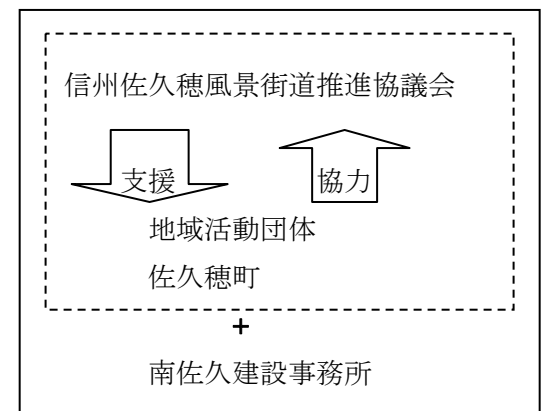 信州佐久穂風景街道推進協議会
支援 協力
地域活動団体
佐久穂町
+
南佐久建設事務所